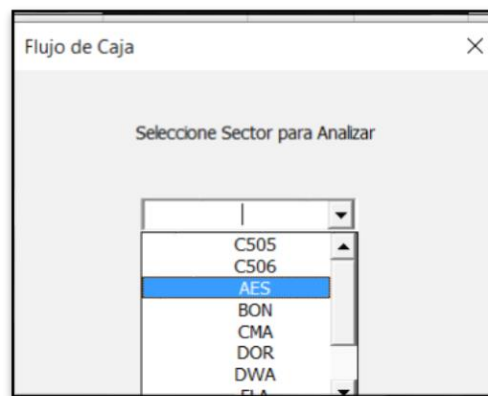 Flujo de Caja
Seleccione Sector para Analizar
C505
C506
AES
BON
CMA
DOR
DWA